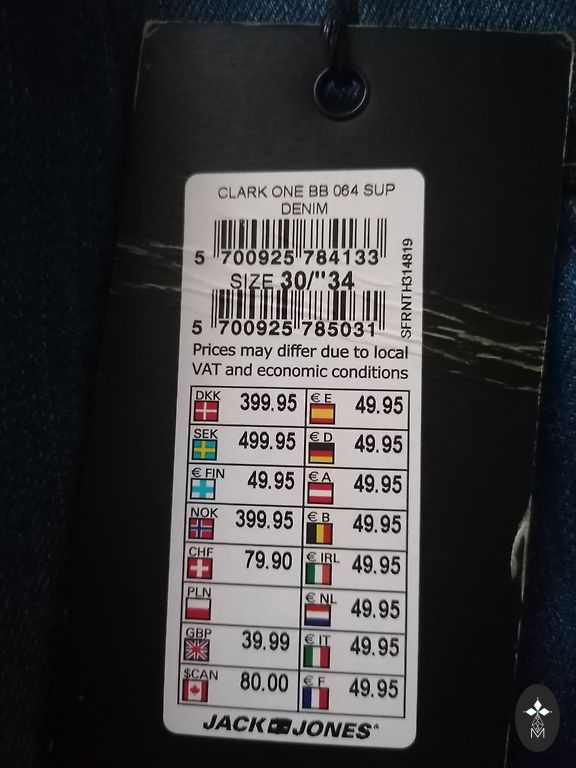 CLARK ONE BB 064 SUP
DENIM
5 700925 784133
SIZE 30/"34
5 700925 785031
SFRNTH314819
Prices may differ due to local
VAT and economic conditions
DKK 399.95 € E 49.95
SEK 499.95 € D 49.95
€ FIN 49.95 € A 49.95
NOK 399.95 € B 49.95
CHF 79.90 € IRL 49.95
PLN € NL 49.95
GBP 39.99 € IT 49.95
$CAN 80.00 € F 49.95
JACK JONES
M